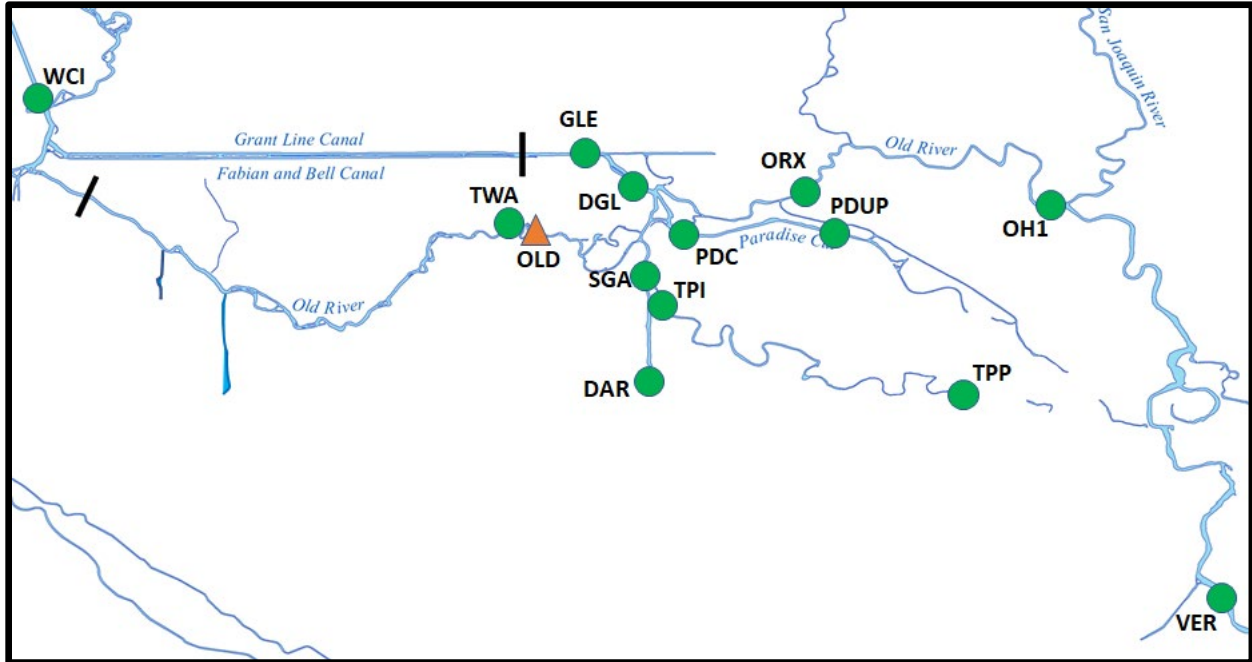 WCI
San Joaquin River
GLE
Grant Line Canal
Old River
ORX
Fabian and Bell Canal
TWA
DGL
PDUP
OH1
PDC
Paradise
OLD
SGA
TPI
Old River
DAR
TPP
VER